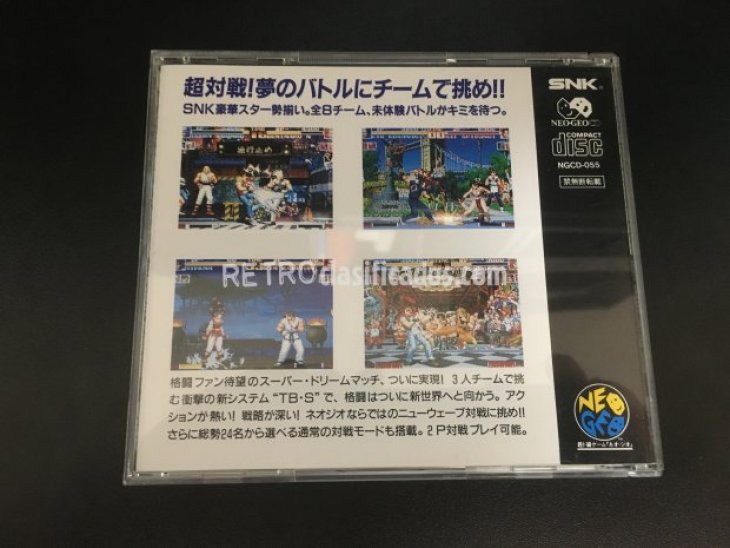 超対戦!夢のバトルにチームで挑め!!
SNK豪華スター勢揃い。全8チーム、未体験バトルがキミを待つ。
進行止め
RETROclasificados.com
格闘ファン待望のスーパー・ドリームマッチ、ついに実現! 3人チームで挑
む衝撃の新システム“TB・S”で、格闘はついに新世界へと向かう。アク
ションが熱い! 戦略が深い! ネオジオならではのニューウェーブ対戦に挑め!!
さらに総勢24名から選べる通常の対戦モードも搭載。2P対戦プレイ可能。
SNK®
NEO·GEO CD
COMPACT
disc
NGCD-055
禁無断転載
NEO
GEO